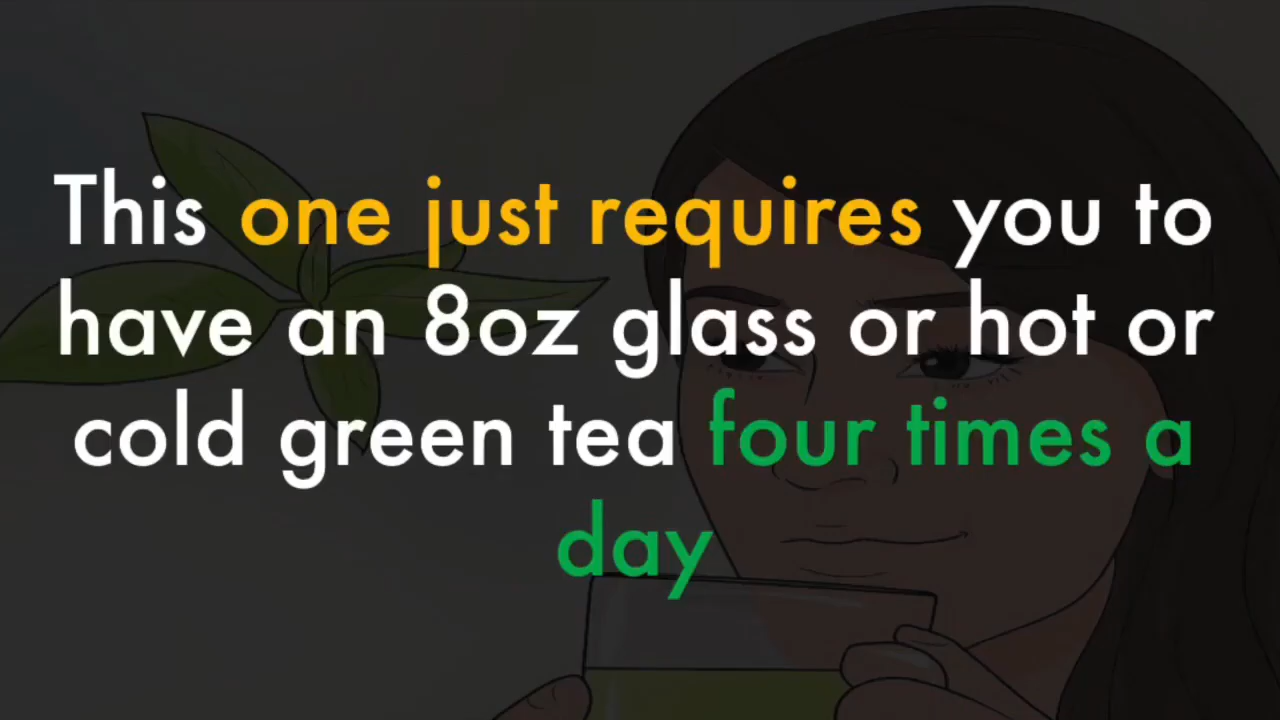 This one just requires you to
have an 8oz glass or hot or
cold green tea four times a
day